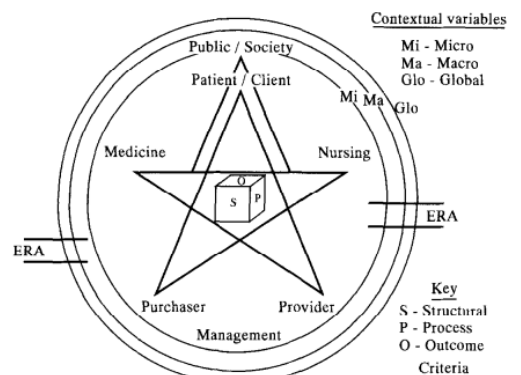 Contextual variables
Public / Society
Mi - Micro
Ma - Macro
Glo - Global
Patient / Client
Mi Ma Glo
Medicine
Nursing
O
S
P
ERA
ERA
Purchaser
Provider
Management
Key
S - Structural
P - Process
O - Outcome
Criteria